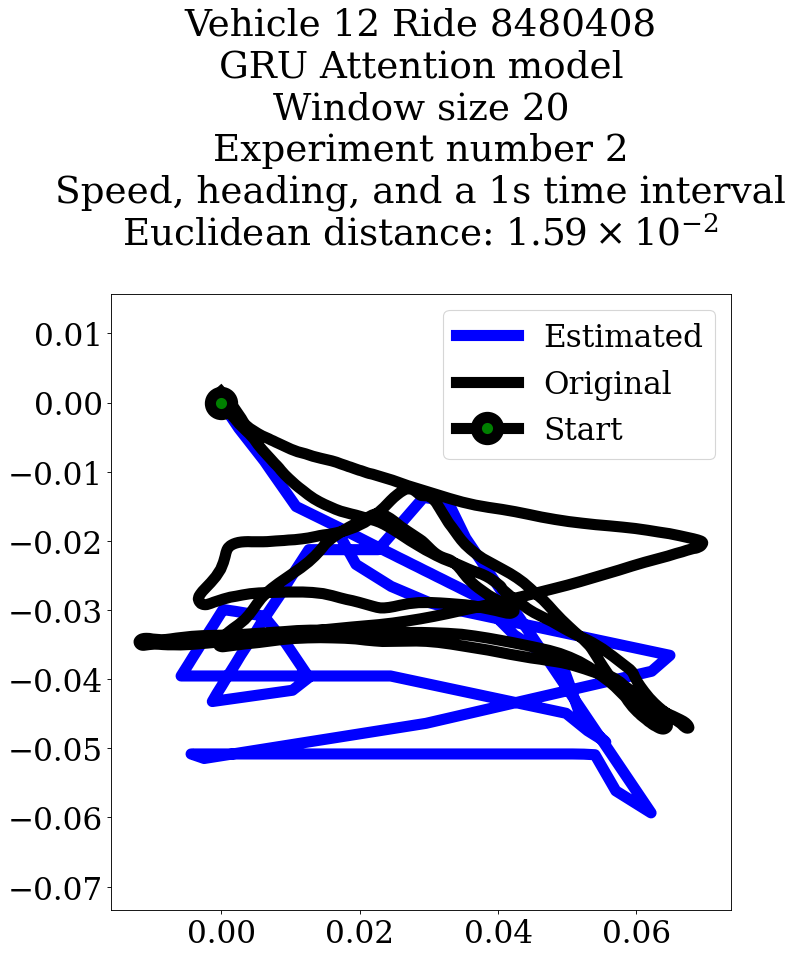 Vehicle 12 Ride 8480408
GRU Attention model
Window size 20
Experiment number 2
Speed, heading, and a 1s time interval
Euclidean distance: 1.59 × 10⁻²
Estimated
Original
Start
0.01
0.00
−0.01
−0.02
−0.03
−0.04
−0.05
−0.06
−0.07
0.00 0.02 0.04 0.06